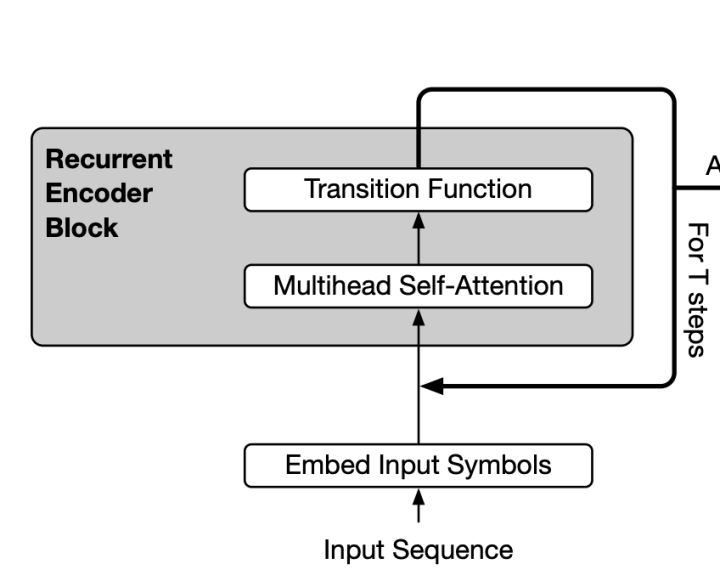 Recurrent
Encoder
Block
Transition Function
Multihead Self-Attention
Embed Input Symbols
Input Sequence
For T steps
A